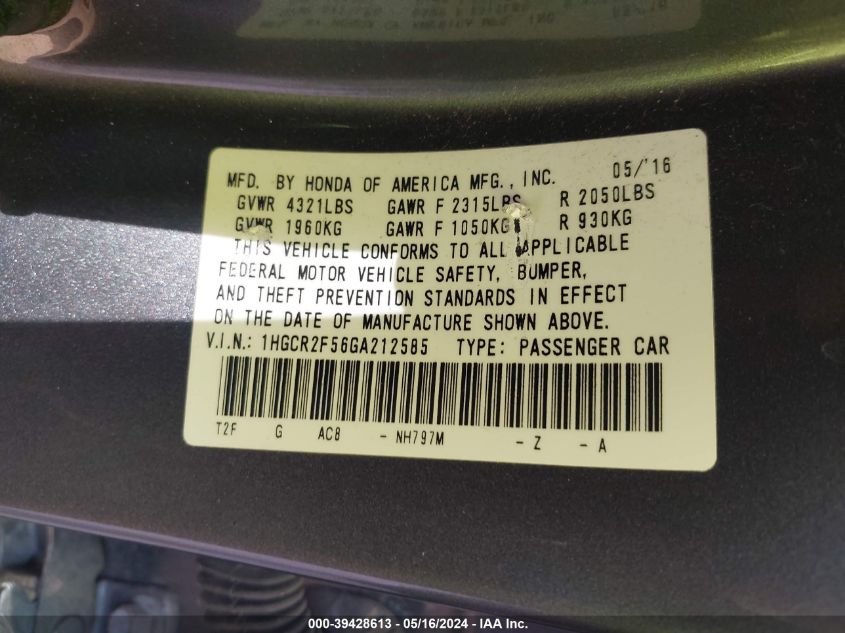 MFD. BY HONDA OF AMERICA MFG., INC. 05/'16
GVWR 4321LBS GAWR F 2315LBS R 2050LBS
GVWR 1960KG GAWR F 1050KG R 930KG
THIS VEHICLE CONFORMS TO ALL APPLICABLE
FEDERAL MOTOR VEHICLE SAFETY, BUMPER,
AND THEFT PREVENTION STANDARDS IN EFFECT
ON THE DATE OF MANUFACTURE SHOWN ABOVE.
V.I.N.: 1HGCR2F56GA212585 TYPE: PASSENGER CAR
T2F G AC8 - NH797M - Z - A
000-39428613 - 05/16/2024 - IAA Inc.